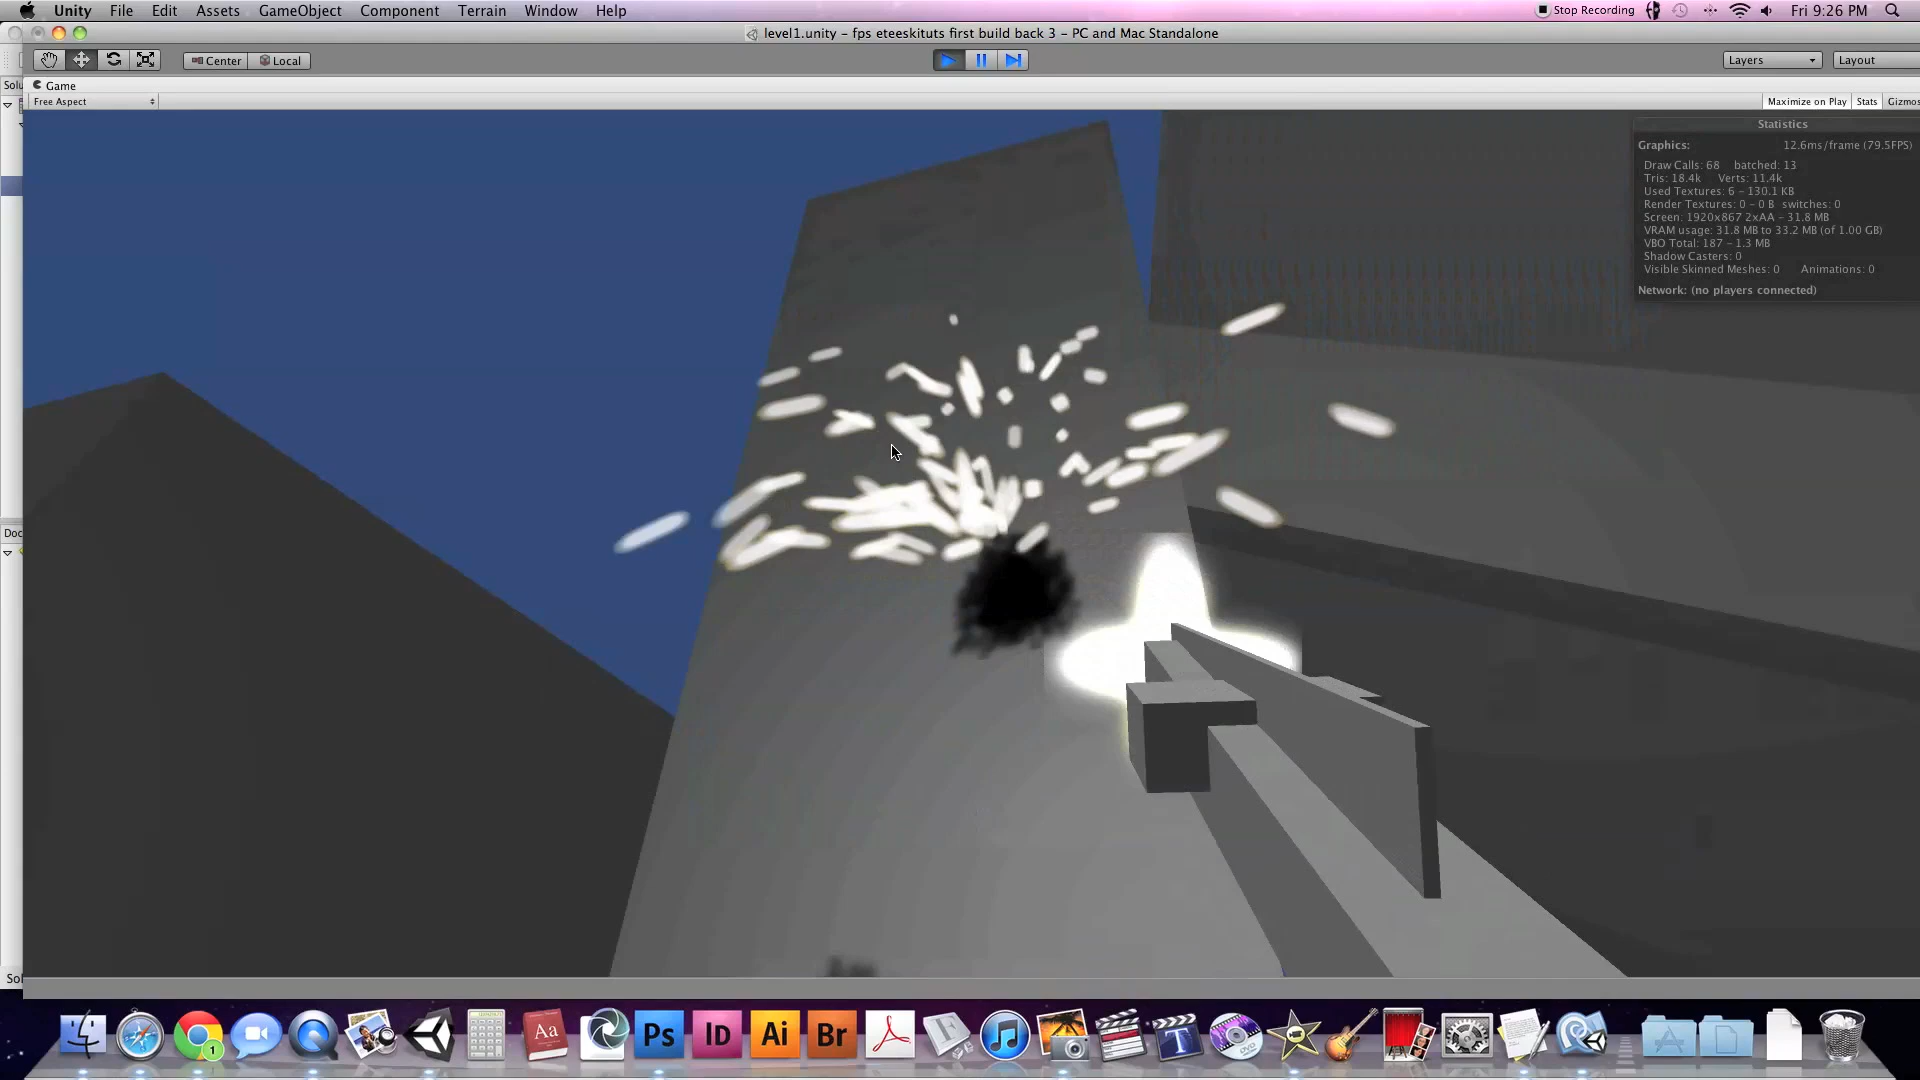 Unity File Edit Assets GameObject Component Terrain Window Help Stop Recording Fri 9:26 PM
level1.unity – fps eteeskituts first build back 3 – PC and Mac Standalone
Center Local Layers Layout
Solu
Game
Free Aspect Maximize on Play Stats Gizmos
Statistics
Graphics: 12.6ms/frame (79.5FPS)
Draw Calls: 68 batched: 13
Tris: 18.4k Verts: 11.4k
Used Textures: 6 – 130.1 KB
Render Textures: 0 – 0 B switches: 0
Screen: 1920x867 2xAA – 31.8 MB
VRAM usage: 31.8 MB to 33.2 MB (of 1.00 GB)
VBO Total: 187 – 1.3 MB
Shadow Casters: 0
Visible Skinned Meshes: 0 Animations: 0
Network: (no players connected)
Doc
Sol
1 Aa Ps ID Ai Br F T DVD